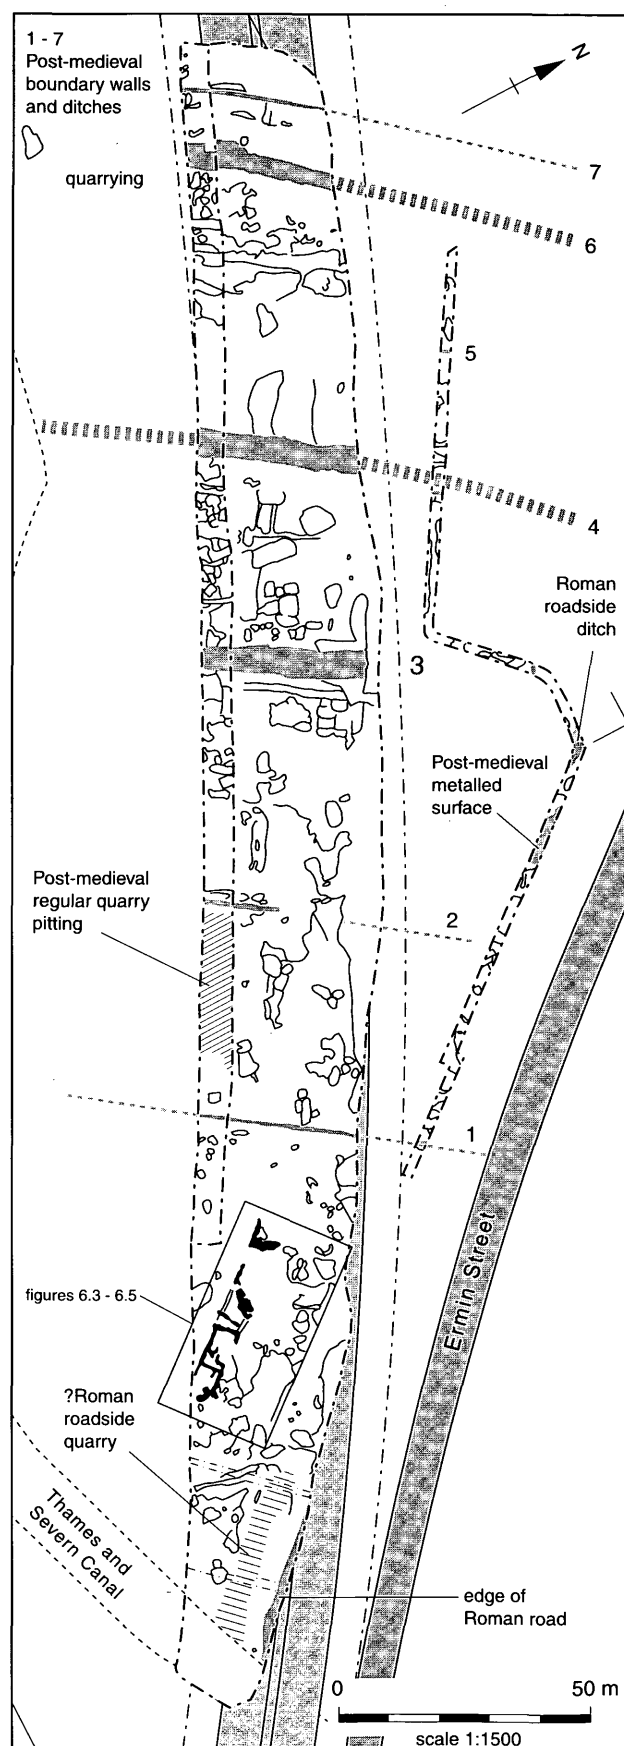 1 - 7
Post-medieval
boundary walls
and ditches
quarrying
N
7
6
5
4
Roman
roadside
ditch
3
Post-medieval
metalled
surface
Post-medieval
regular quarry
pitting
2
1
Ermin Street
figures 6.3 - 6.5
?Roman
roadside
quarry
Thames and
Severn Canal
edge of
Roman road
0 50 m
scale 1:1500